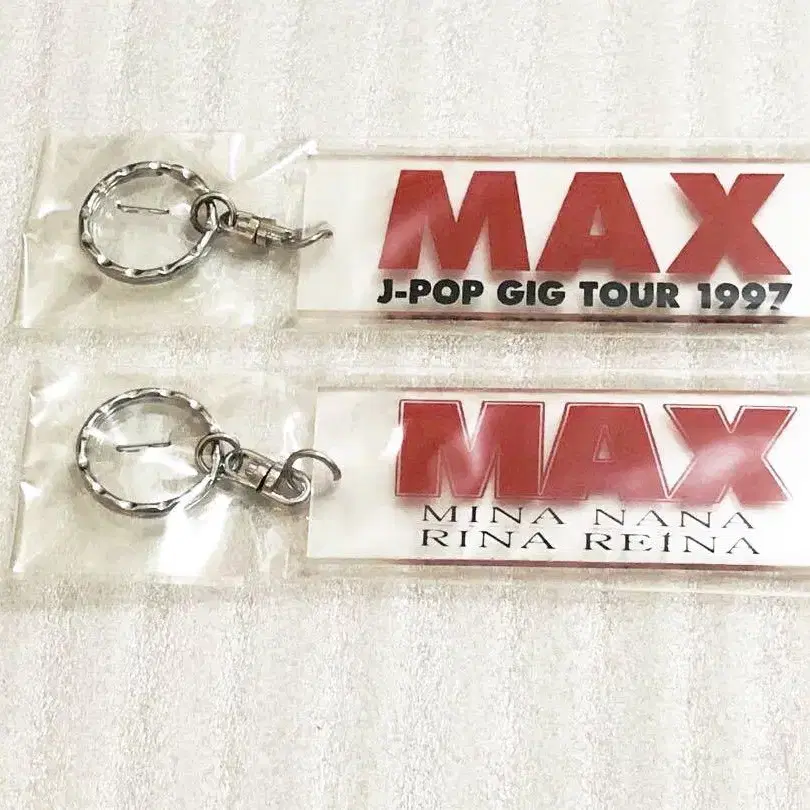 MAX
J-POP GIG TOUR 1997
MAX
MINA NANA
RINA REINA